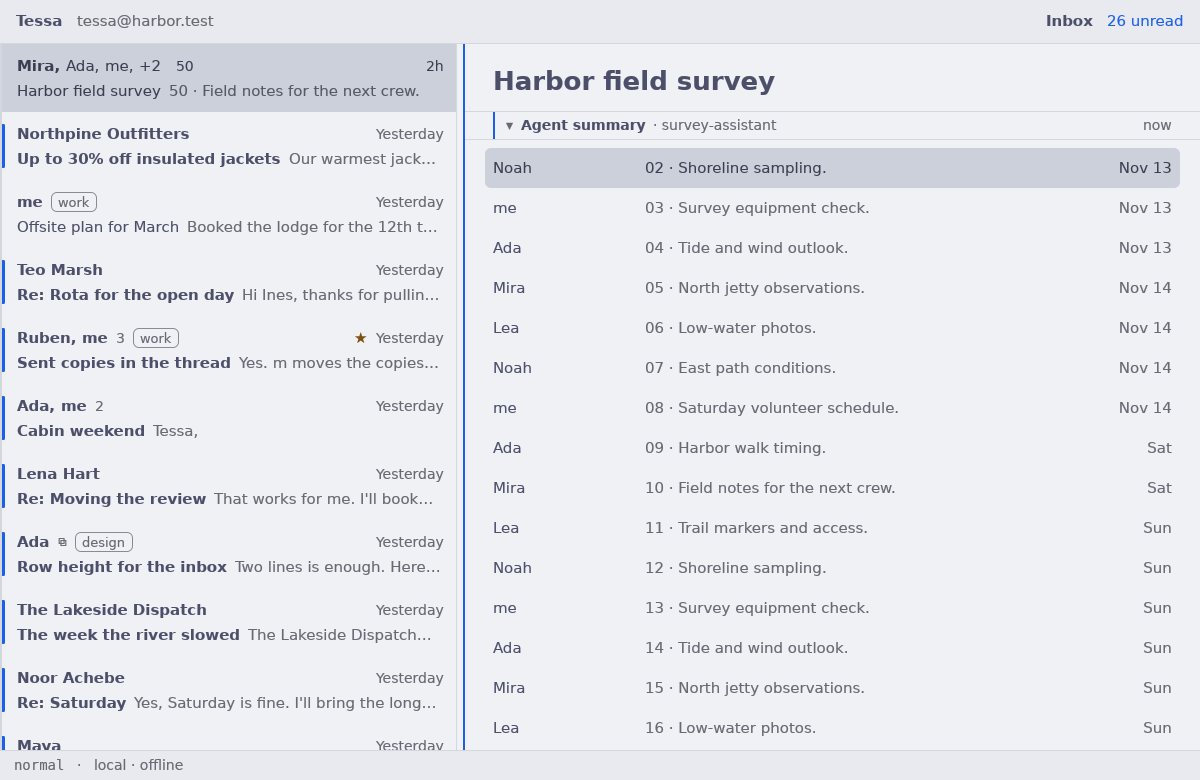 Tessa tessa@harbor.test
Inbox 26 unread
Mira, Ada, me, +2 50 2h
Harbor field survey 50 · Field notes for the next crew.
Northpine Outfitters Yesterday
Up to 30% off insulated jackets Our warmest jack…
me work Yesterday
Offsite plan for March Booked the lodge for the 12th t…
Teo Marsh Yesterday
Re: Rota for the open day Hi Ines, thanks for pullin…
Ruben, me 3 work ★ Yesterday
Sent copies in the thread Yes. m moves the copies…
Ada, me 2 Yesterday
Cabin weekend Tessa,
Lena Hart Yesterday
Re: Moving the review That works for me. I'll book…
Ada design Yesterday
Row height for the inbox Two lines is enough. Here…
The Lakeside Dispatch Yesterday
The week the river slowed The Lakeside Dispatch…
Noor Achebe Yesterday
Re: Saturday Yes, Saturday is fine. I'll bring the long…
Maya Yesterday
Harbor field survey
▾ Agent summary · survey-assistant now
Noah 02 · Shoreline sampling. Nov 13
me 03 · Survey equipment check. Nov 13
Ada 04 · Tide and wind outlook. Nov 13
Mira 05 · North jetty observations. Nov 14
Lea 06 · Low-water photos. Nov 14
Noah 07 · East path conditions. Nov 14
me 08 · Saturday volunteer schedule. Nov 14
Ada 09 · Harbor walk timing. Sat
Mira 10 · Field notes for the next crew. Sat
Lea 11 · Trail markers and access. Sun
Noah 12 · Shoreline sampling. Sun
me 13 · Survey equipment check. Sun
Ada 14 · Tide and wind outlook. Sun
Mira 15 · North jetty observations. Sun
Lea 16 · Low-water photos. Sun
normal · local · offline